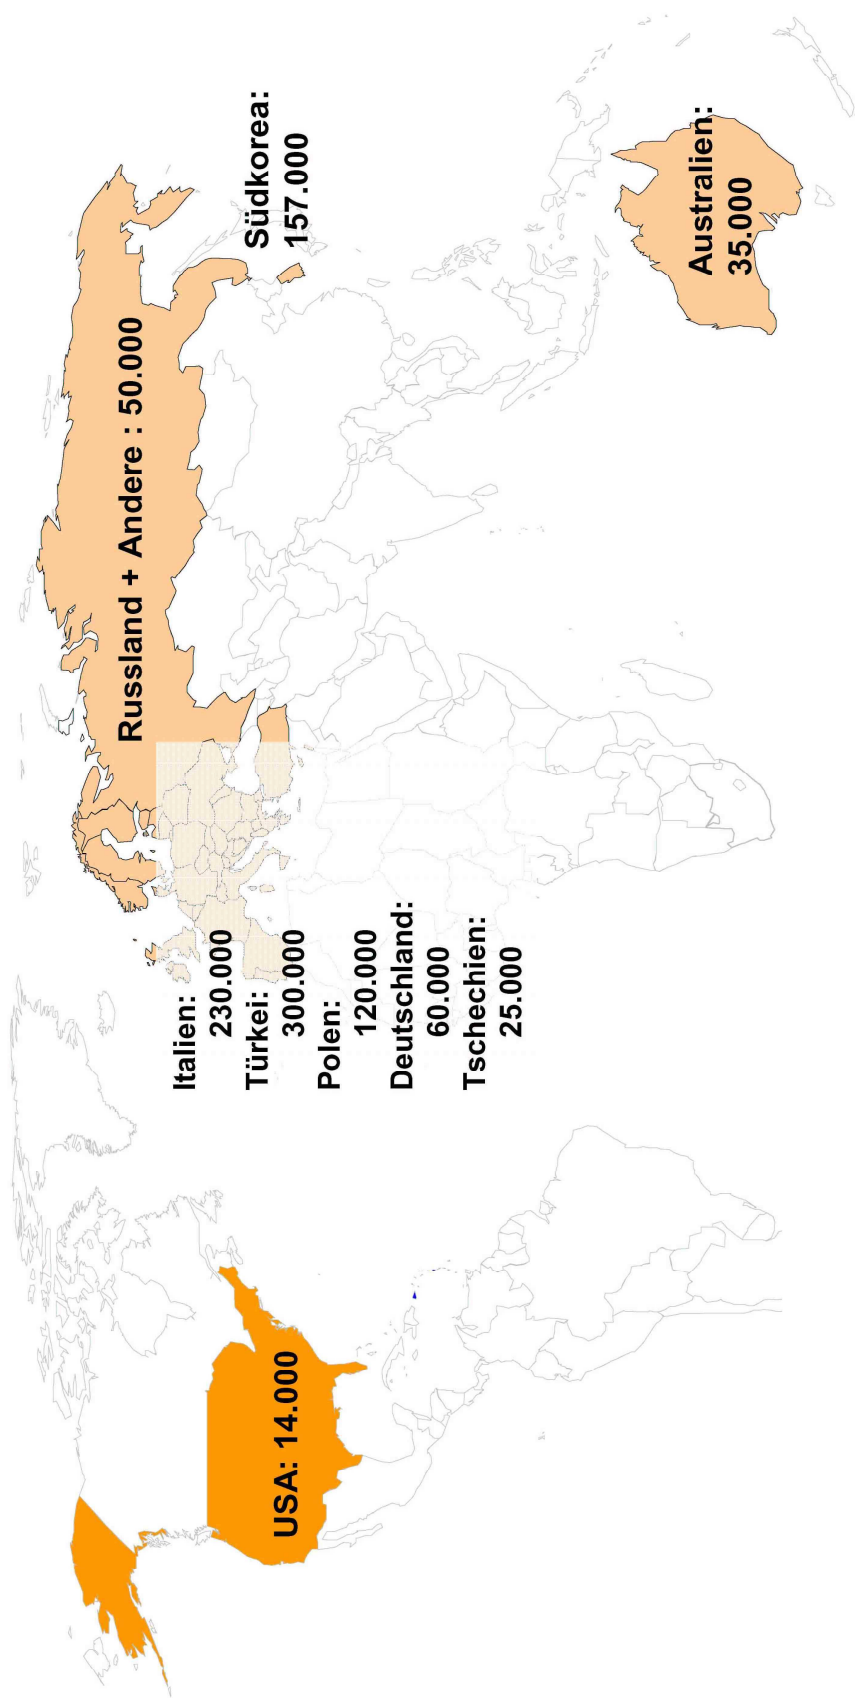 Russland + Andere : 50.000
Südkorea:
157.000
Italien:
230.000
Türkei:
300.000
Polen:
120.000
Deutschland:
60.000
Tschechien:
25.000
USA: 14.000
Australien:
35.000